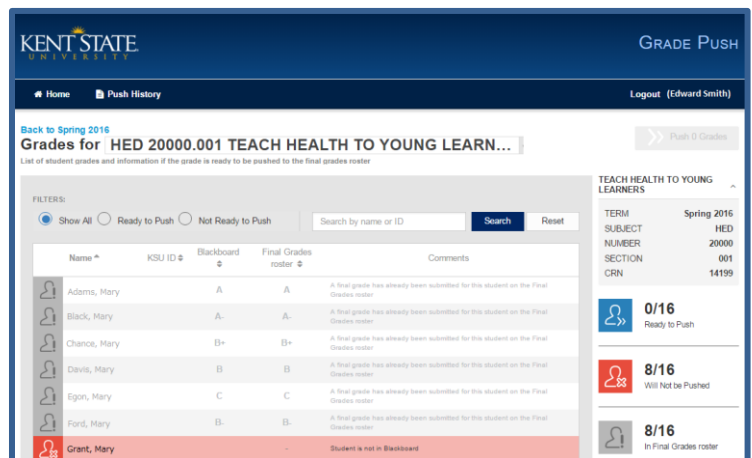 KENT STATE
UNIVERSITY
GRADE PUSH
Home Push History Logout (Edward Smith)
Back to Spring 2016
Grades for HED 20000.001 TEACH HEALTH TO YOUNG LEARN...
List of student grades and information if the grade is ready to be pushed to the final grades roster
Push 0 Grades
FILTERS:
Show All Ready to Push Not Ready to Push Search by name or ID Search Reset
Name KSU ID Blackboard Final Grades roster Comments
Adams, Mary A A A final grade has already been submitted for this student on the Final
Grades roster
Black, Mary A- A- A final grade has already been submitted for this student on the Final
Grades roster
Chance, Mary B+ B+ A final grade has already been submitted for this student on the Final
Grades roster
Davis, Mary B B A final grade has already been submitted for this student on the Final
Grades roster
Egon, Mary C C A final grade has already been submitted for this student on the Final
Grades roster
Ford, Mary B- B- A final grade has already been submitted for this student on the Final
Grades roster
Grant, Mary - Student is not in Blackboard
TEACH HEALTH TO YOUNG
LEARNERS
TERM Spring 2016
SUBJECT HED
NUMBER 20000
SECTION 001
CRN 14199
0/16
Ready to Push
8/16
Will Not be Pushed
8/16
In Final Grades roster